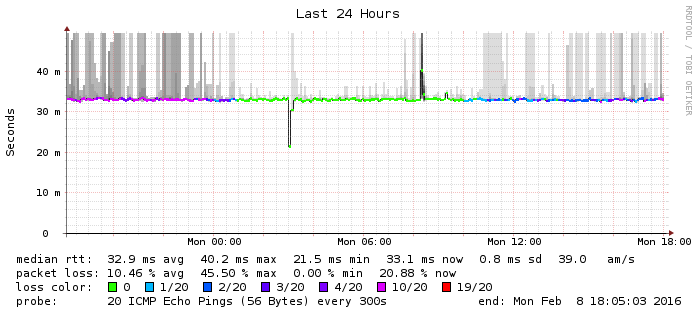 Last 24 Hours
RRDTOOL / TOBI OETIKER
Seconds
40 m
30 m
20 m
10 m
0
Mon 00:00 Mon 06:00 Mon 12:00 Mon 18:00
median rtt: 32.9 ms avg 40.2 ms max 21.5 ms min 33.1 ms now 0.8 ms sd 39.0 am/s
packet loss: 10.46 % avg 45.50 % max 0.00 % min 20.88 % now
loss color: 0 1/20 2/20 3/20 4/20 10/20 19/20
probe: 20 ICMP Echo Pings (56 Bytes) every 300s end: Mon Feb 8 18:05:03 2016